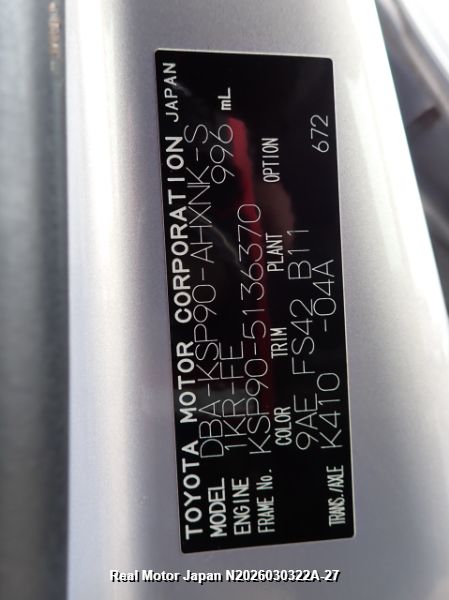 TOYOTA MOTOR CORPORATION JAPAN
MODEL DBA-KSP90-AHXNK-S
ENGINE 1KR-FE 996 mL
FRAME No. KSP90-5136370
COLOR TRIM PLANT OPTION
9AE FS42 B11 672
TRANS./AXLE K410 -04A
Real Motor Japan N2026030322A-27